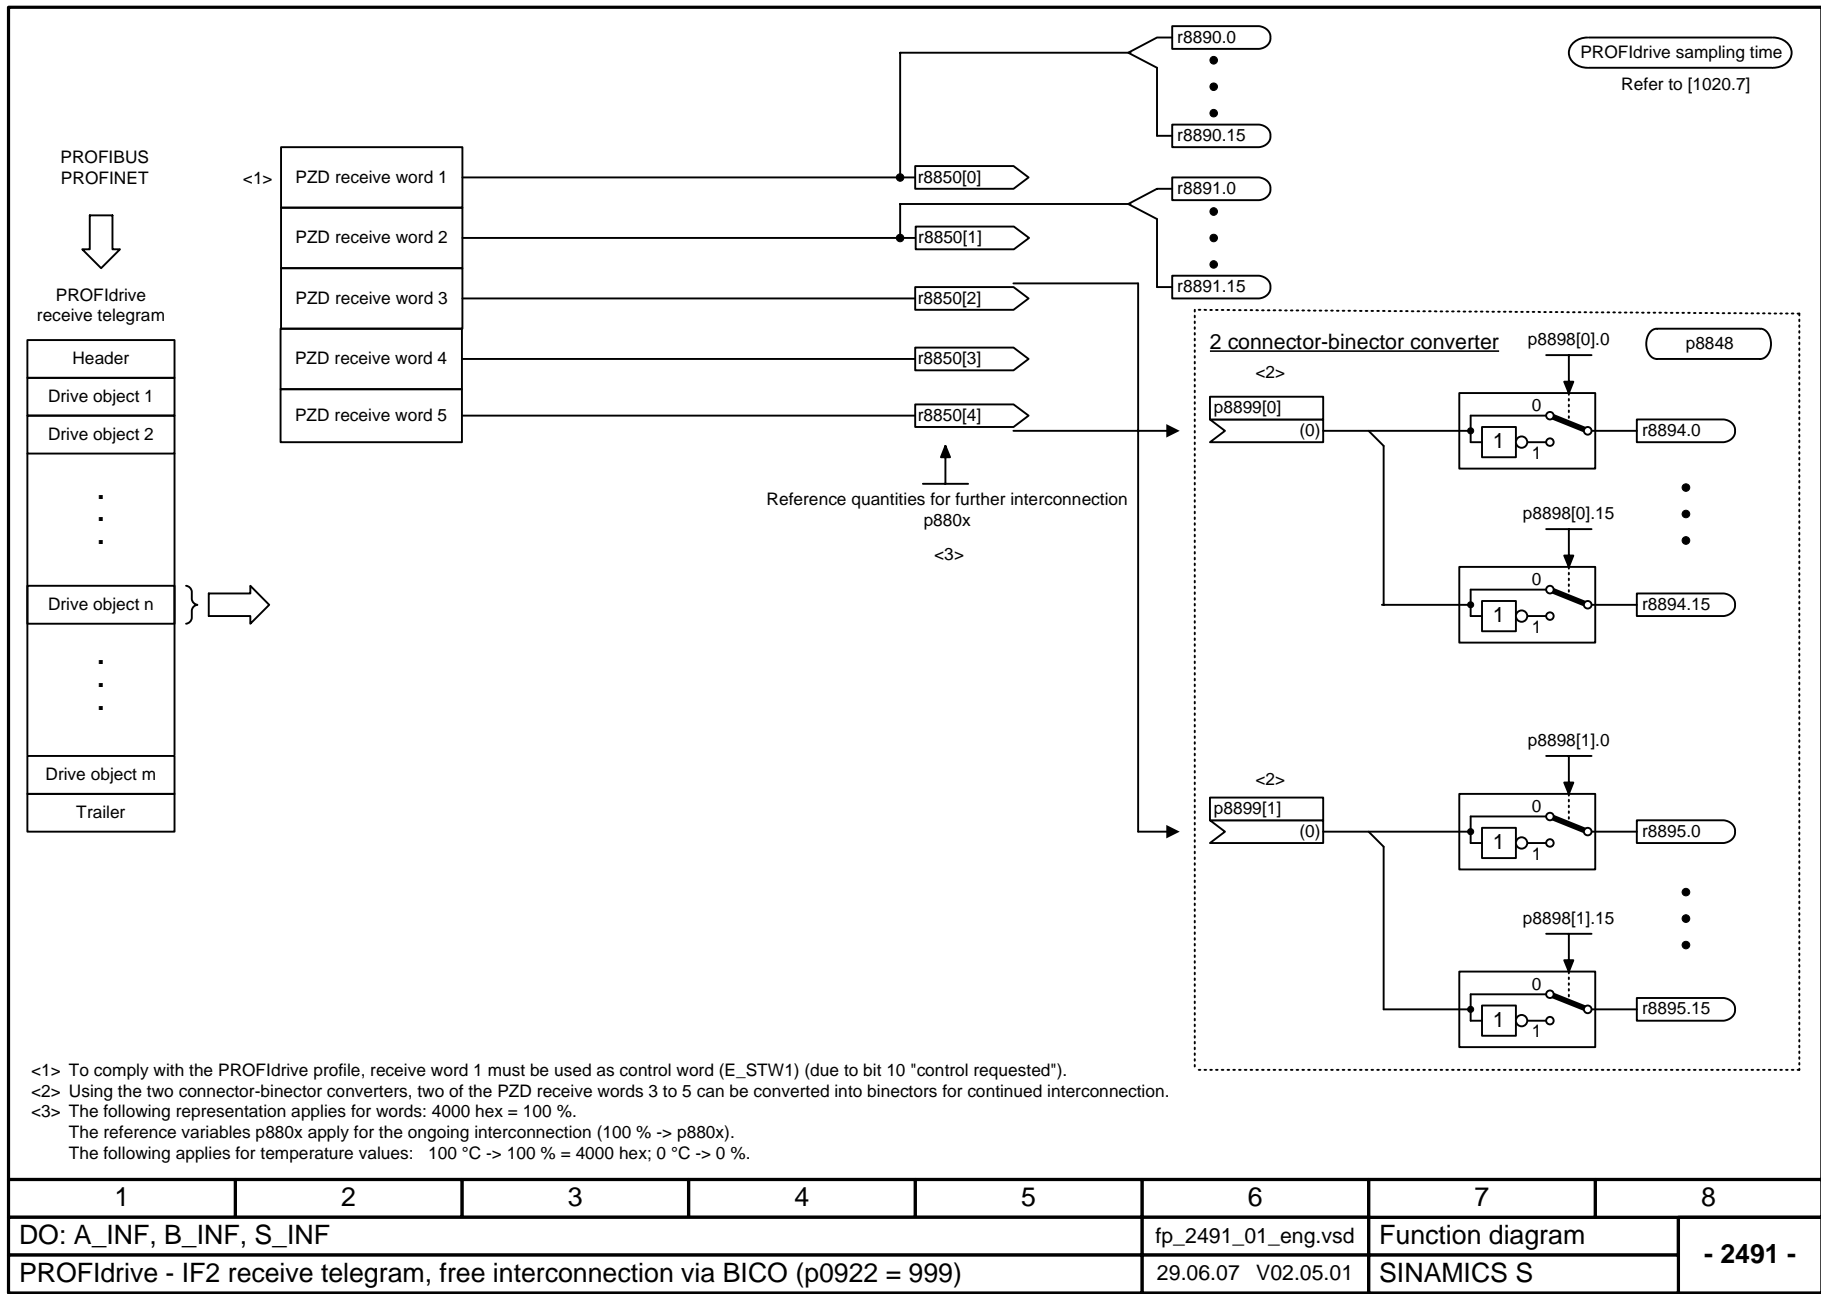 PROFIdrive sampling time
Refer to [1020.7]
r8890.0
r8890.15
PROFIBUS
PROFINET
<1>
PZD receive word 1
r8850[0]
r8891.0
PZD receive word 2
r8850[1]
r8891.15
PROFIdrive
receive telegram
PZD receive word 3
r8850[2]
PZD receive word 4
r8850[3]
PZD receive word 5
r8850[4]
Header
Drive object 1
Drive object 2
Drive object n
Drive object m
Trailer
Reference quantities for further interconnection
p880x
<3>
2 connector-binector converter
p8898[0].0
p8848
<2>
p8899[0]
(0)
0
1
1
r8894.0
p8898[0].15
0
1
1
r8894.15
p8898[1].0
<2>
p8899[1]
(0)
0
1
1
r8895.0
p8898[1].15
0
1
1
r8895.15
<1> To comply with the PROFIdrive profile, receive word 1 must be used as control word (E_STW1) (due to bit 10 "control requested").
<2> Using the two connector-binector converters, two of the PZD receive words 3 to 5 can be converted into binectors for continued interconnection.
<3> The following representation applies for words: 4000 hex = 100 %.
The reference variables p880x apply for the ongoing interconnection (100 % -> p880x).
The following applies for temperature values: 100 °C -> 100 % = 4000 hex; 0 °C -> 0 %.
1 2 3 4 5 6 7 8
DO: A_INF, B_INF, S_INF
fp_2491_01_eng.vsd
Function diagram
- 2491 -
PROFIdrive - IF2 receive telegram, free interconnection via BICO (p0922 = 999)
29.06.07 V02.05.01
SINAMICS S